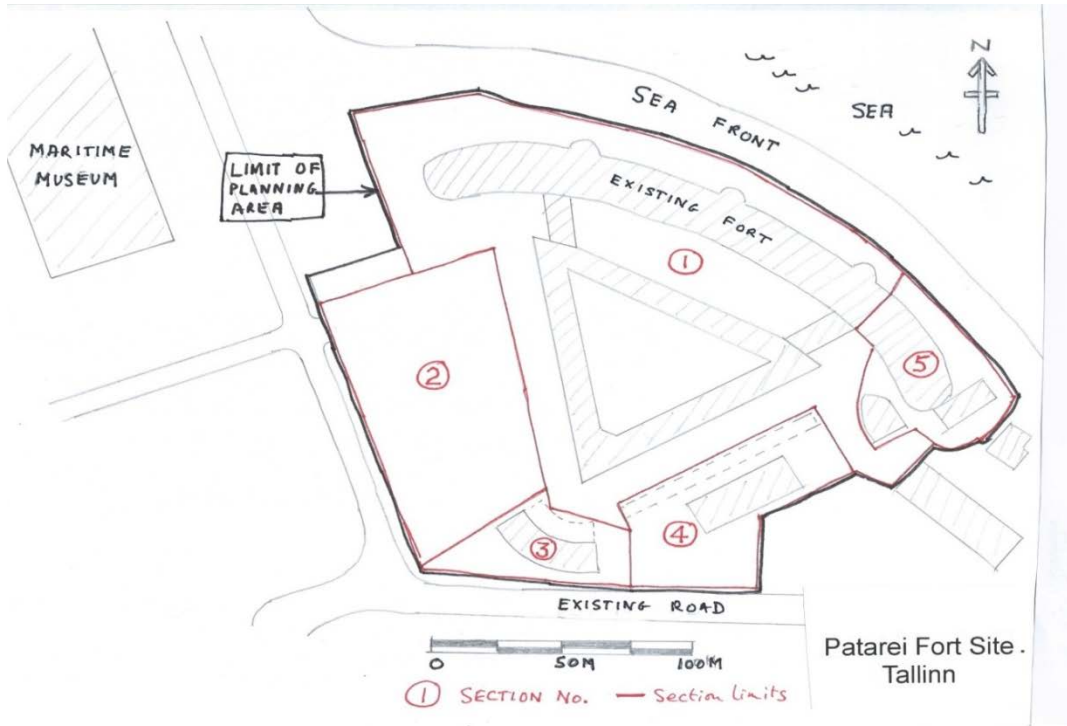 N
SEA FRONT
SEA
MARITIME
MUSEUM
LIMIT OF
PLANNING
AREA
EXISTING FORT
1
2
5
4
3
EXISTING ROAD
0 50M 100M
1 SECTION No. Section limits
Patarei Fort Site.
Tallinn